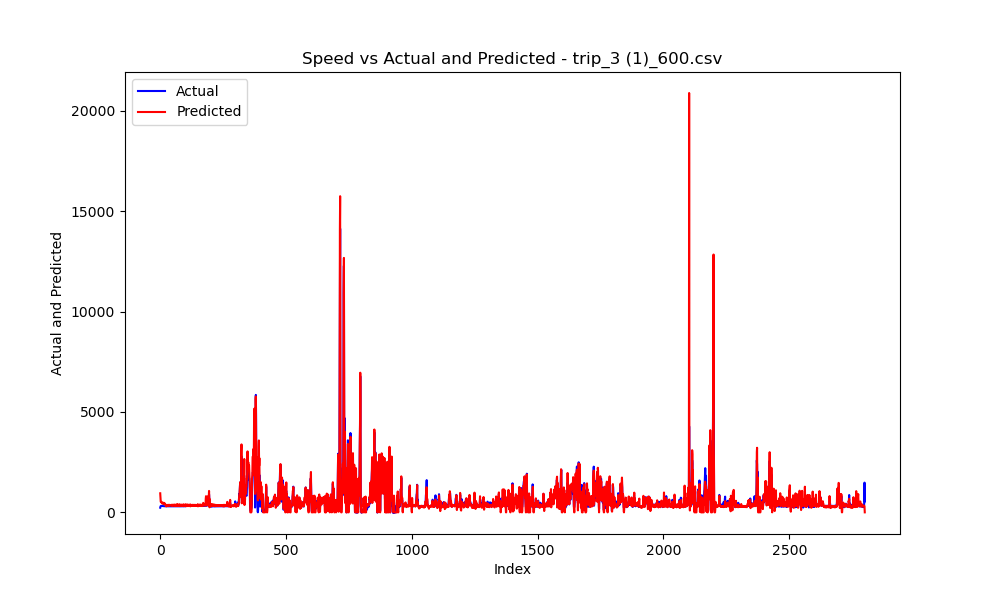 Speed vs Actual and Predicted - trip_3 (1)_600.csv
Actual
Predicted
20000
15000
10000
5000
0
Actual and Predicted
0 500 1000 1500 2000 2500
Index